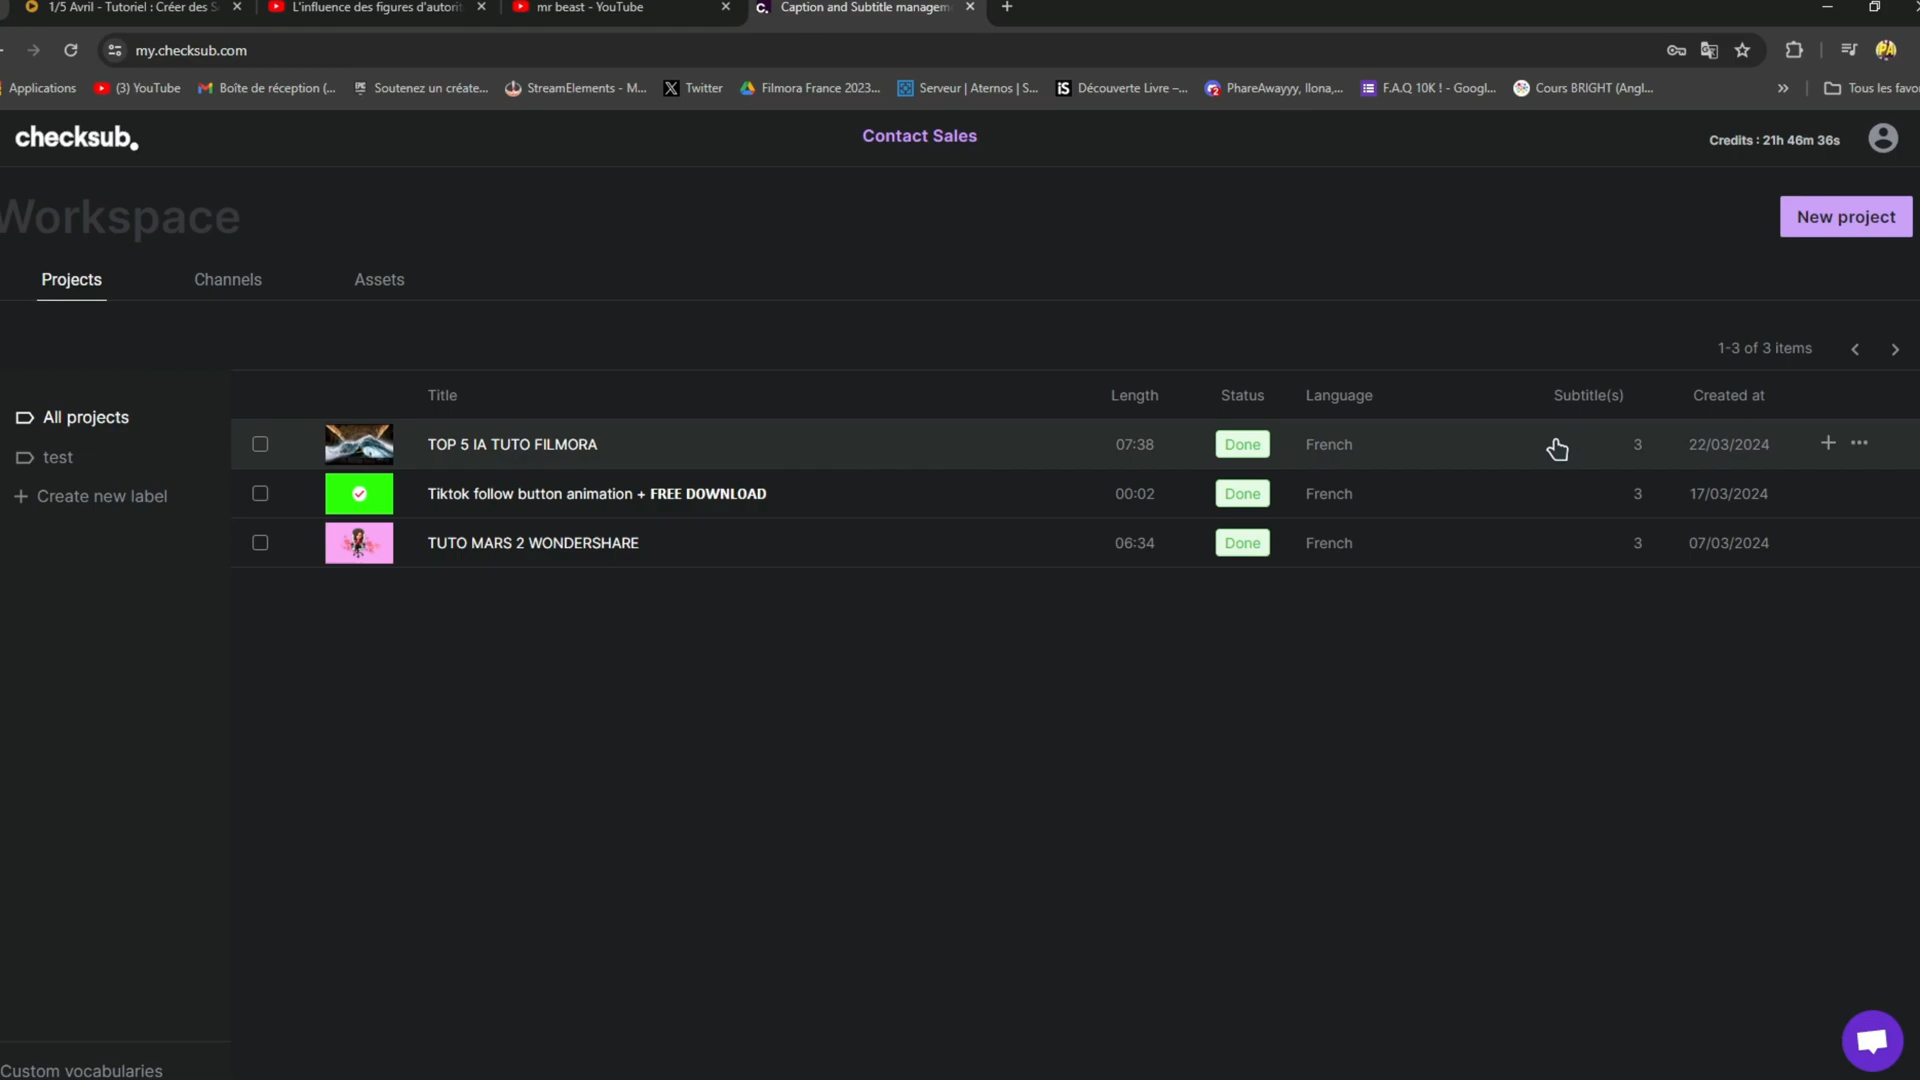 1/5 Avril - Tutoriel : Créer des S
L'influence des figures d'autorit
mr beast - YouTube
Caption and Subtitle managem
my.checksub.com
Applications
(3) YouTube
Boîte de réception (...
Soutenez un créate...
StreamElements - M...
Twitter
Filmora France 2023...
Serveur | Aternos | S...
Découverte Livre –...
PhareAwayyy, Ilona,...
F.A.Q 10K ! - Googl...
Cours BRIGHT (Angl...
Tous les favo
checksub.
Contact Sales
Credits : 21h 46m 36s
Workspace
New project
Projects
Channels
Assets
1-3 of 3 items
Title
Length
Status
Language
Subtitle(s)
Created at
All projects
test
+ Create new label
TOP 5 IA TUTO FILMORA
07:38
Done
French
3
22/03/2024
Tiktok follow button animation + FREE DOWNLOAD
00:02
Done
French
3
17/03/2024
TUTO MARS 2 WONDERSHARE
06:34
Done
French
3
07/03/2024
Custom vocabularies